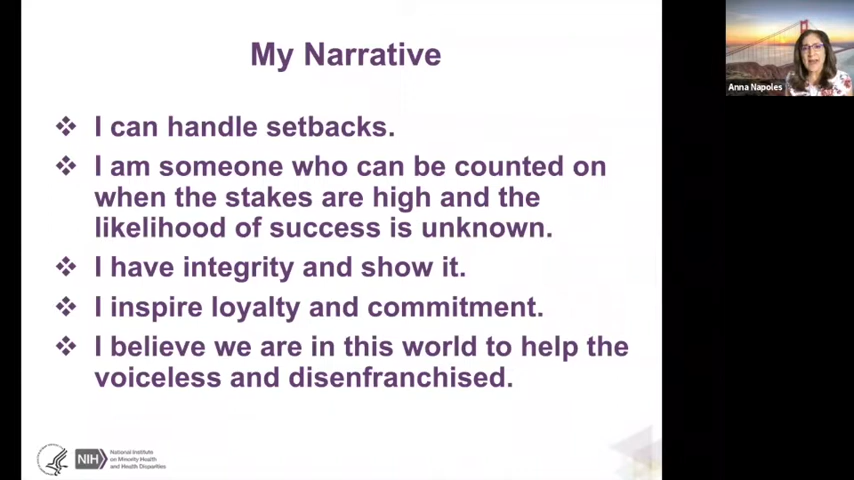 My Narrative
❖ I can handle setbacks.
❖ I am someone who can be counted on
when the stakes are high and the
likelihood of success is unknown.
❖ I have integrity and show it.
❖ I inspire loyalty and commitment.
❖ I believe we are in this world to help the
voiceless and disenfranchised.
NIH
National Institute
on Minority Health
and Health Disparities
Anna Napoles